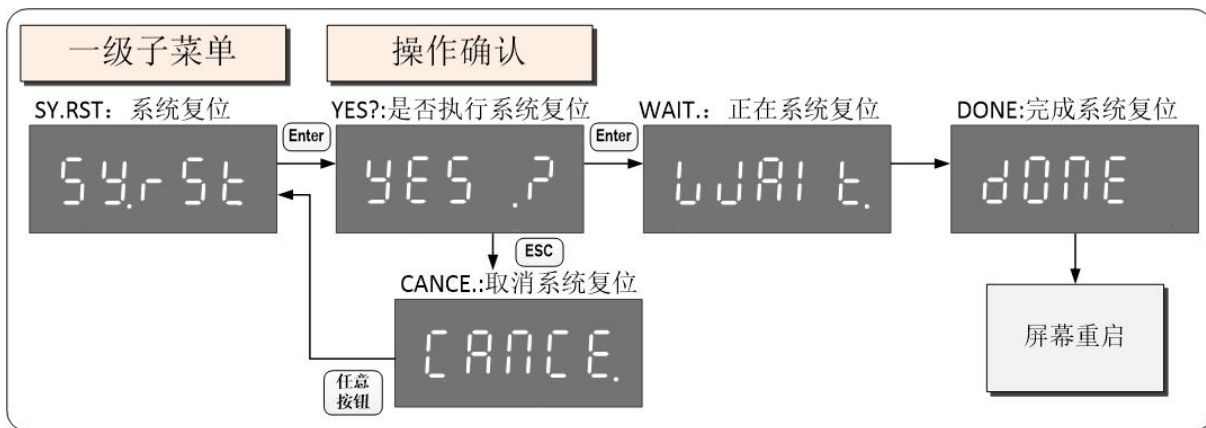 一级子菜单
操作确认
SY.RST：系统复位
YES?:是否执行系统复位
WAIT.：正在系统复位
DONE:完成系统复位
Enter
Enter
SY.rSt
YES .?
WAIt.
dONE
ESC
CANCE.:取消系统复位
CANCE.
任意
按钮
屏幕重启